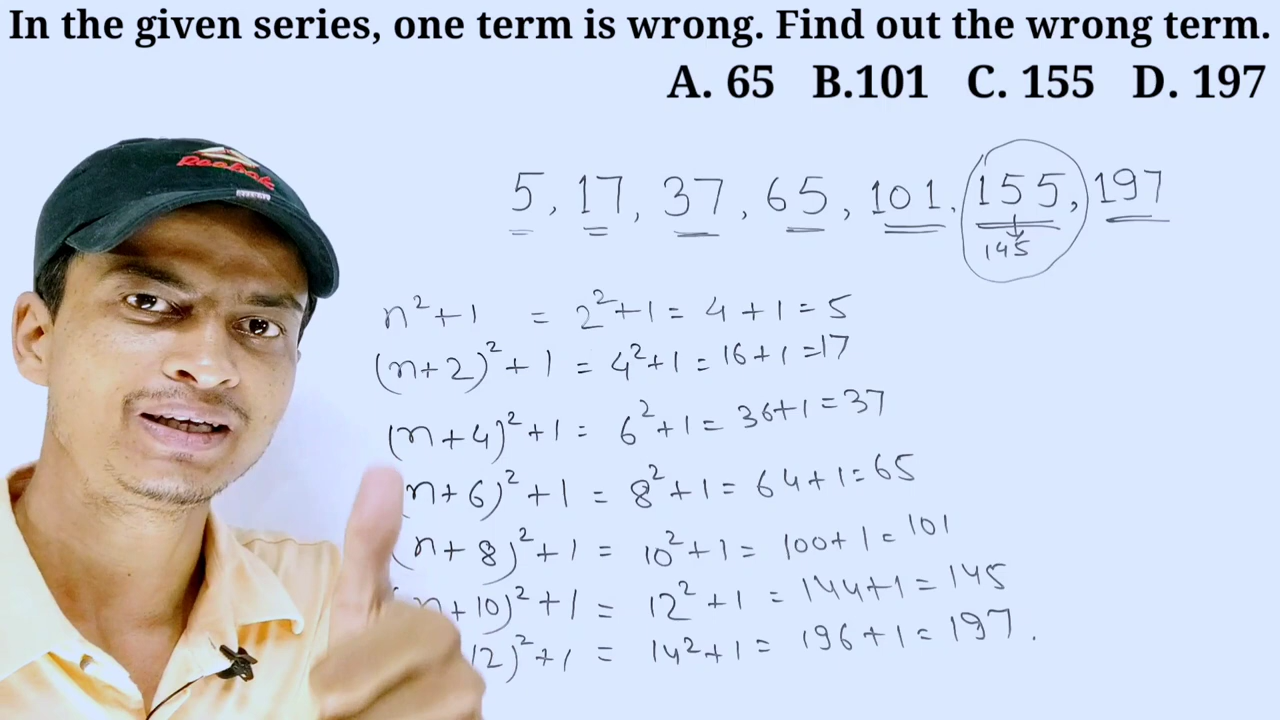 In the given series, one term is wrong. Find out the wrong term.
A. 65 B.101 C. 155 D. 197
Reebok
5, 17, 37, 65, 101, 155, 197
145
n²+1 = 2²+1 = 4+1 = 5
(n+2)²+1 = 4²+1 = 16+1 = 17
(n+4)²+1 = 6²+1 = 36+1 = 37
n+6)²+1 = 8²+1 = 64+1 = 65
(n+8)²+1 = 10²+1 = 100+1 = 101
n+10)²+1 = 12²+1 = 144+1 = 145
12)²+1 = 14²+1 = 196+1 = 197.